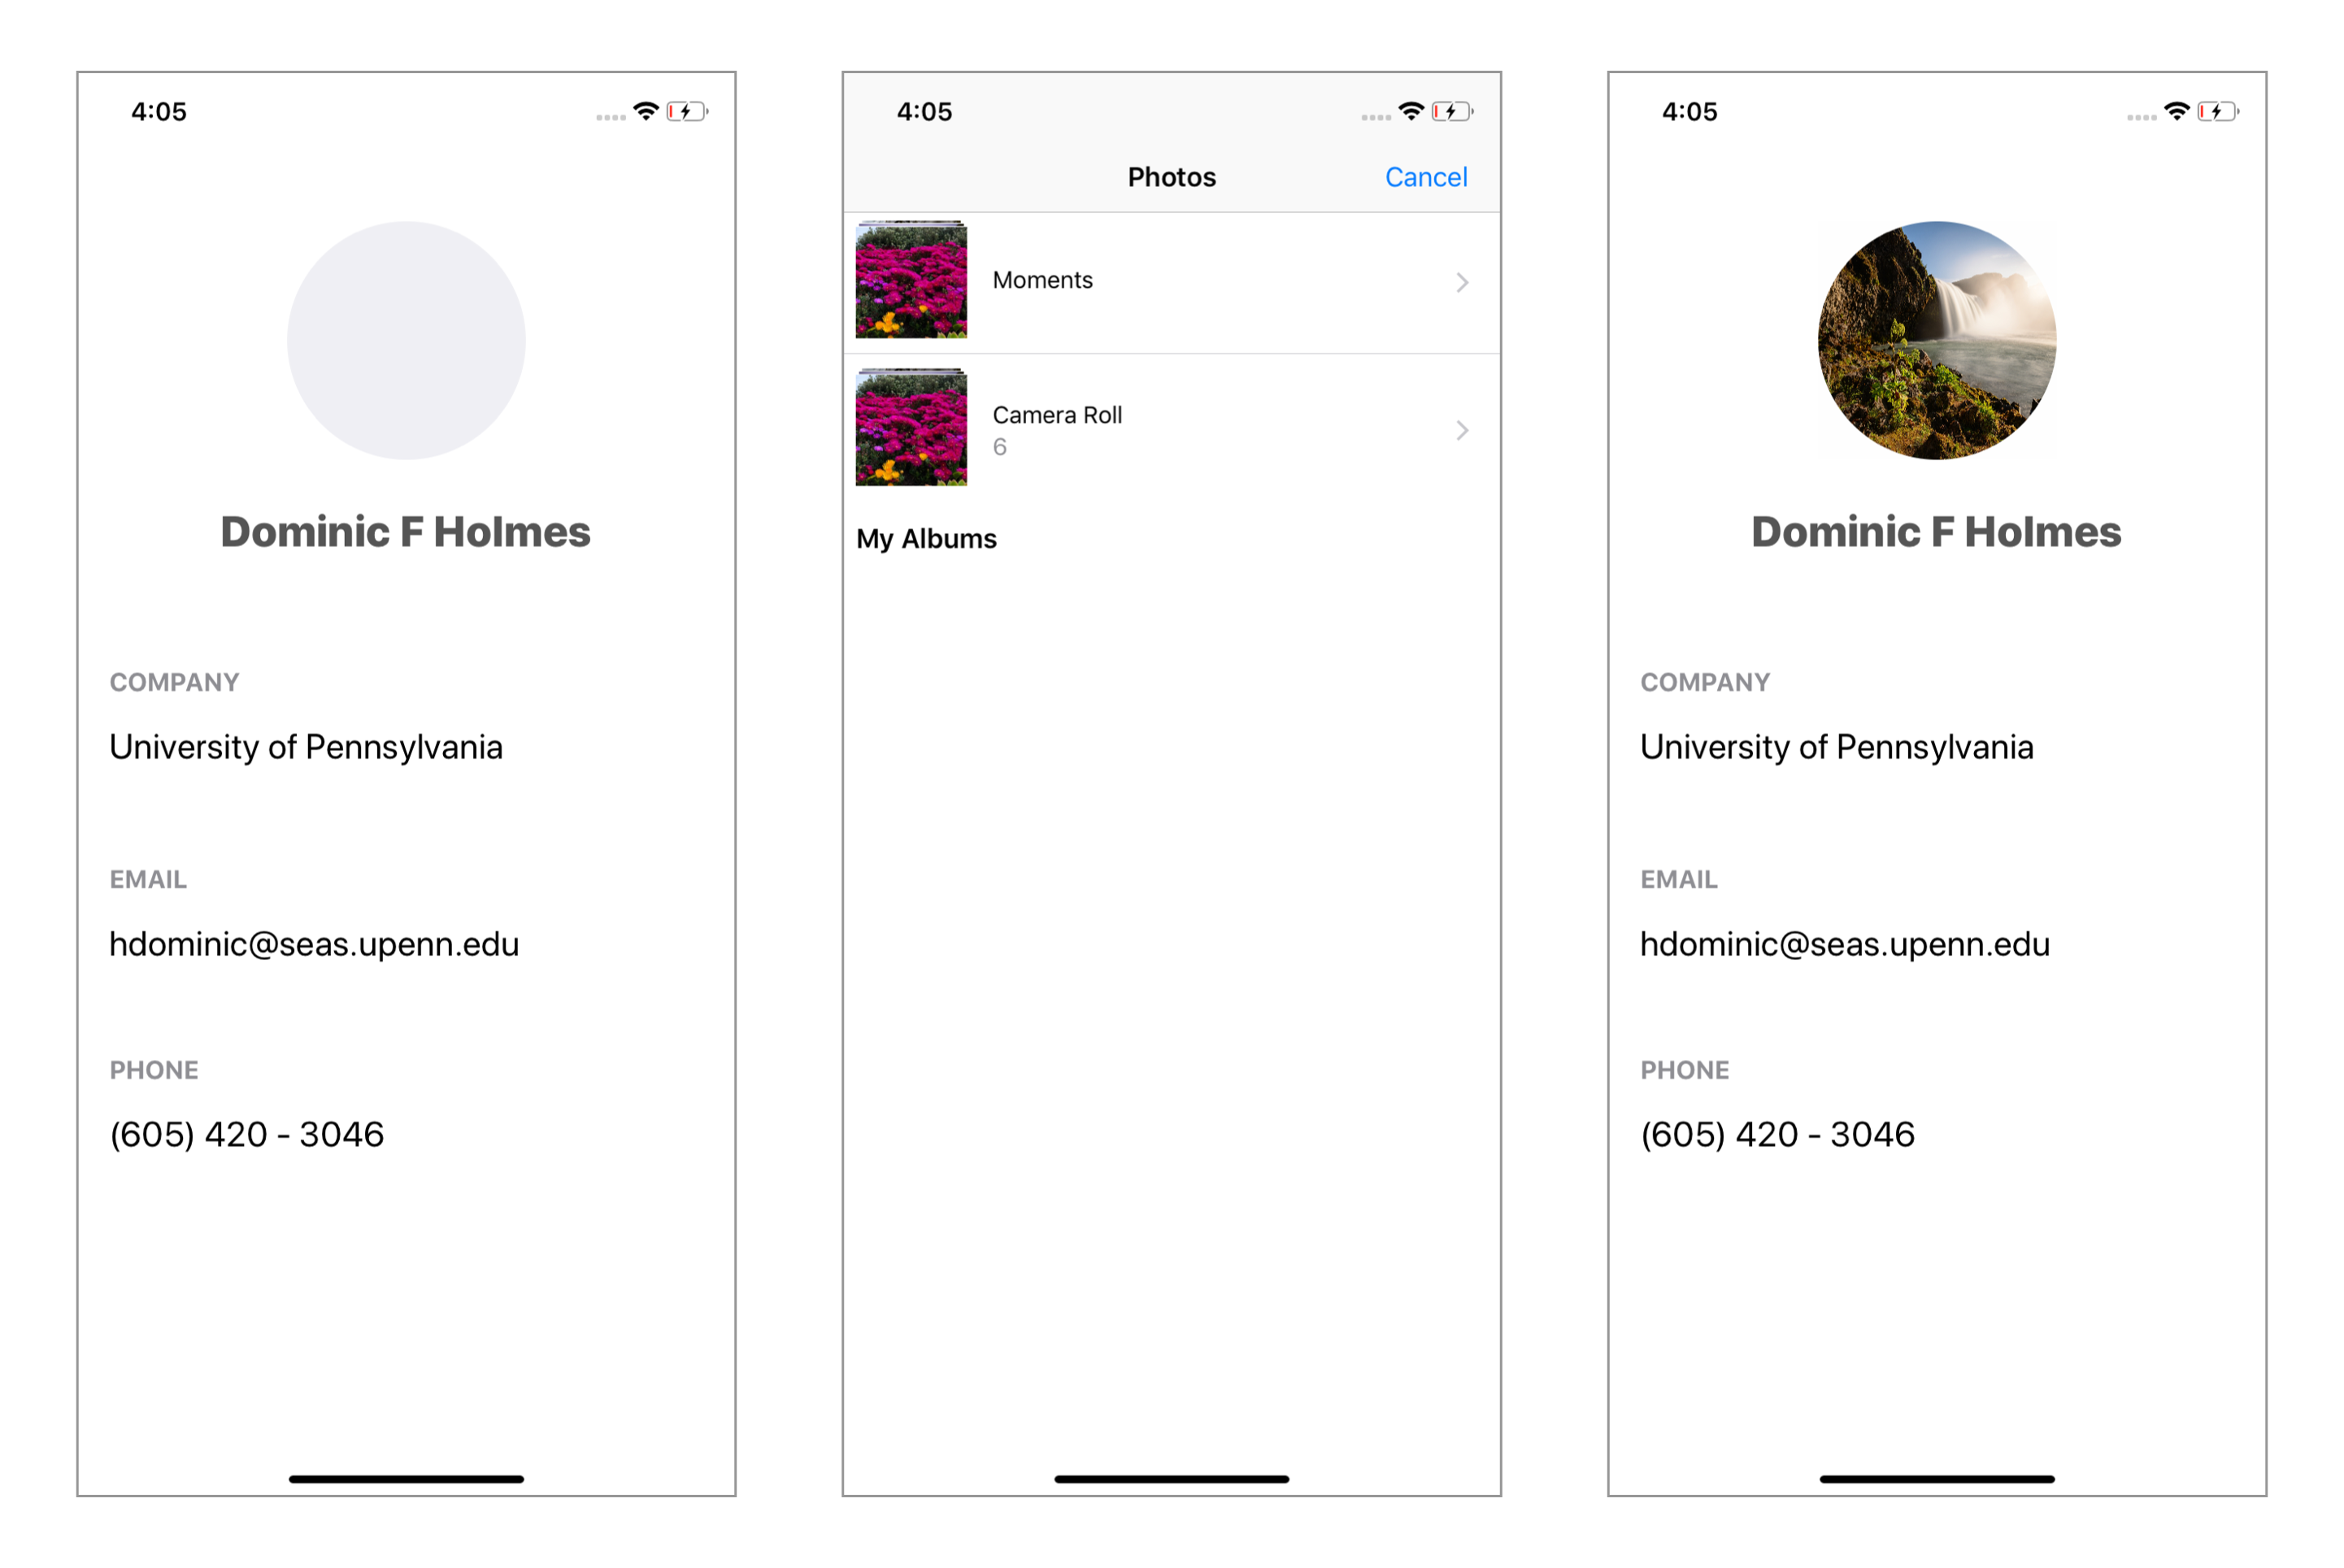 4:05
Dominic F Holmes
COMPANY
University of Pennsylvania
EMAIL
hdominic@seas.upenn.edu
PHONE
(605) 420 - 3046
4:05
Photos
Cancel
Moments
Camera Roll
6
My Albums
4:05
Dominic F Holmes
COMPANY
University of Pennsylvania
EMAIL
hdominic@seas.upenn.edu
PHONE
(605) 420 - 3046